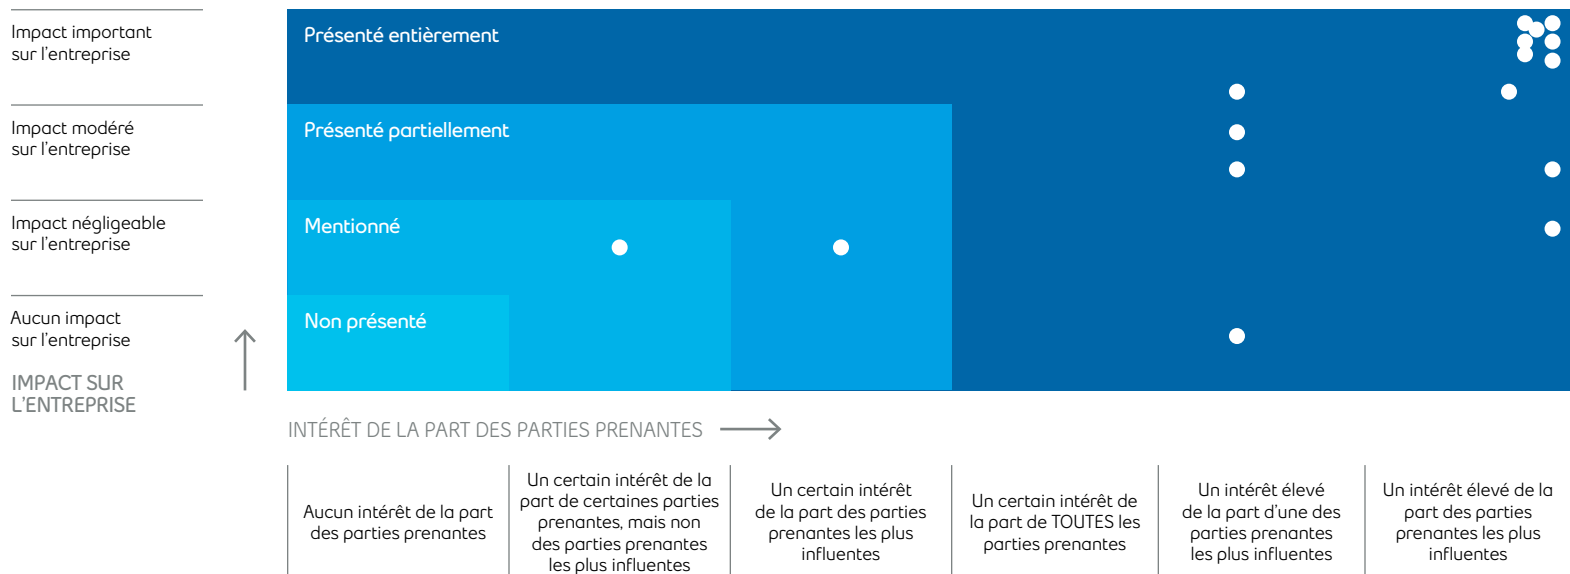 Impact important
sur l’entreprise
Présenté entièrement
Impact modéré
sur l’entreprise
Présenté partiellement
Impact négligeable
sur l’entreprise
Mentionné
Aucun impact
sur l’entreprise
Non présenté
IMPACT SUR
L’ENTREPRISE
INTÉRÊT DE LA PART DES PARTIES PRENANTES
Aucun intérêt de la part
des parties prenantes
Un certain intérêt de la
part de certaines parties
prenantes, mais non
des parties prenantes
les plus influentes
Un certain intérêt
de la part des parties
prenantes les plus
influentes
Un certain intérêt de
la part de TOUTES les
parties prenantes
Un intérêt élevé
de la part d’une des
parties prenantes
les plus influentes
Un intérêt élevé de la
part des parties
prenantes les plus
influentes